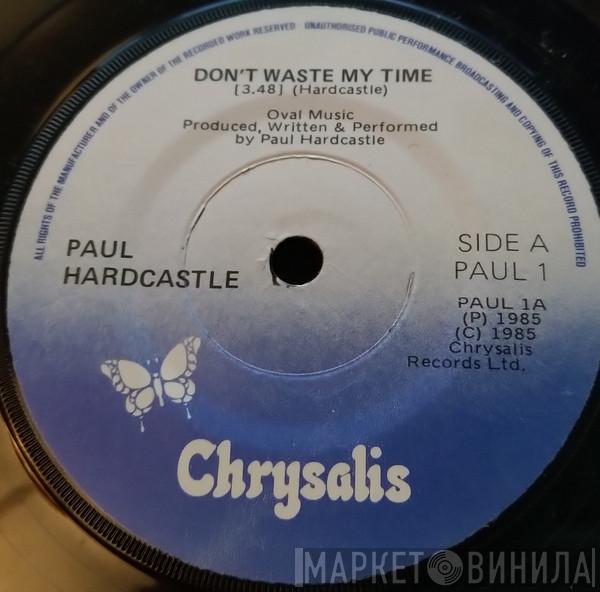 ALL RIGHTS OF THE MANUFACTURER AND OF THE OWNER OF THE RECORDED WORK RESERVED UNAUTHORISED PUBLIC PERFORMANCE BROADCASTING AND COPYING OF THIS RECORD PROHIBITED
DON'T WASTE MY TIME
[3.48] (Hardcastle)
Oval Music
Produced, Written & Performed
by Paul Hardcastle
PAUL
HARDCASTLE
SIDE A
PAUL 1
PAUL 1A
(P) 1985
(C) 1985
Chrysalis
Records Ltd.
Chrysalis
МАРКЕТ ВИНИЛА